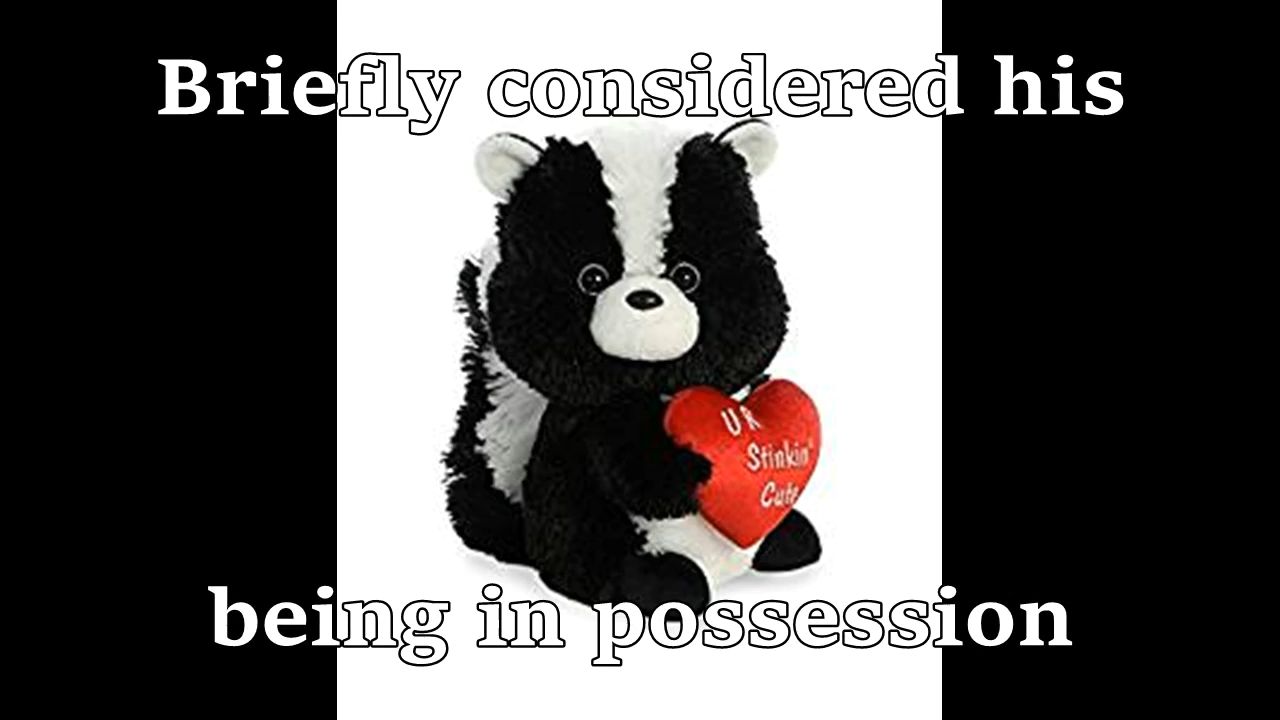 Briefly considered his
U R
Stinkin'
Cute
being in possession